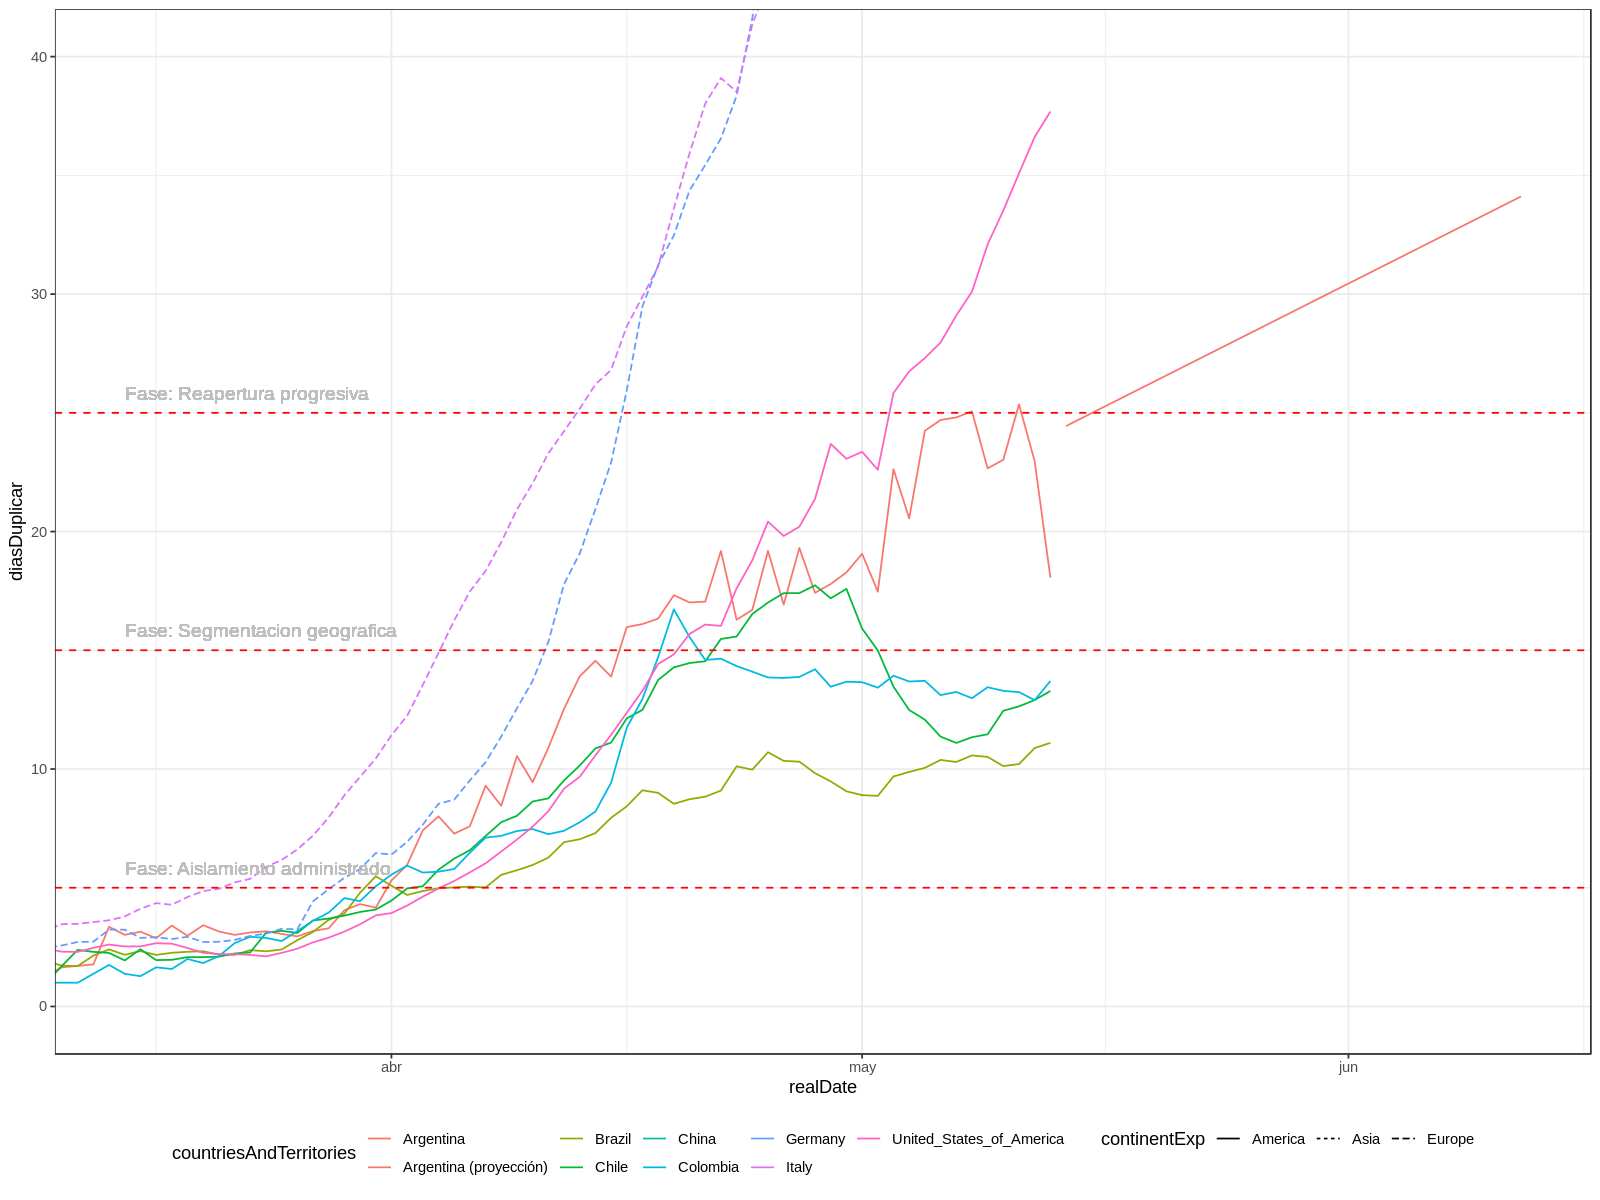 40
30
20
10
0
diasDuplicar
Fase: Reapertura progresiva
Fase: Segmentacion geografica
Fase: Aislamiento administrado
abr
may
jun
realDate
countriesAndTerritories
Argentina
Brazil
China
Germany
United_States_of_America
Argentina (proyección)
Chile
Colombia
Italy
continentExp
America
Asia
Europe